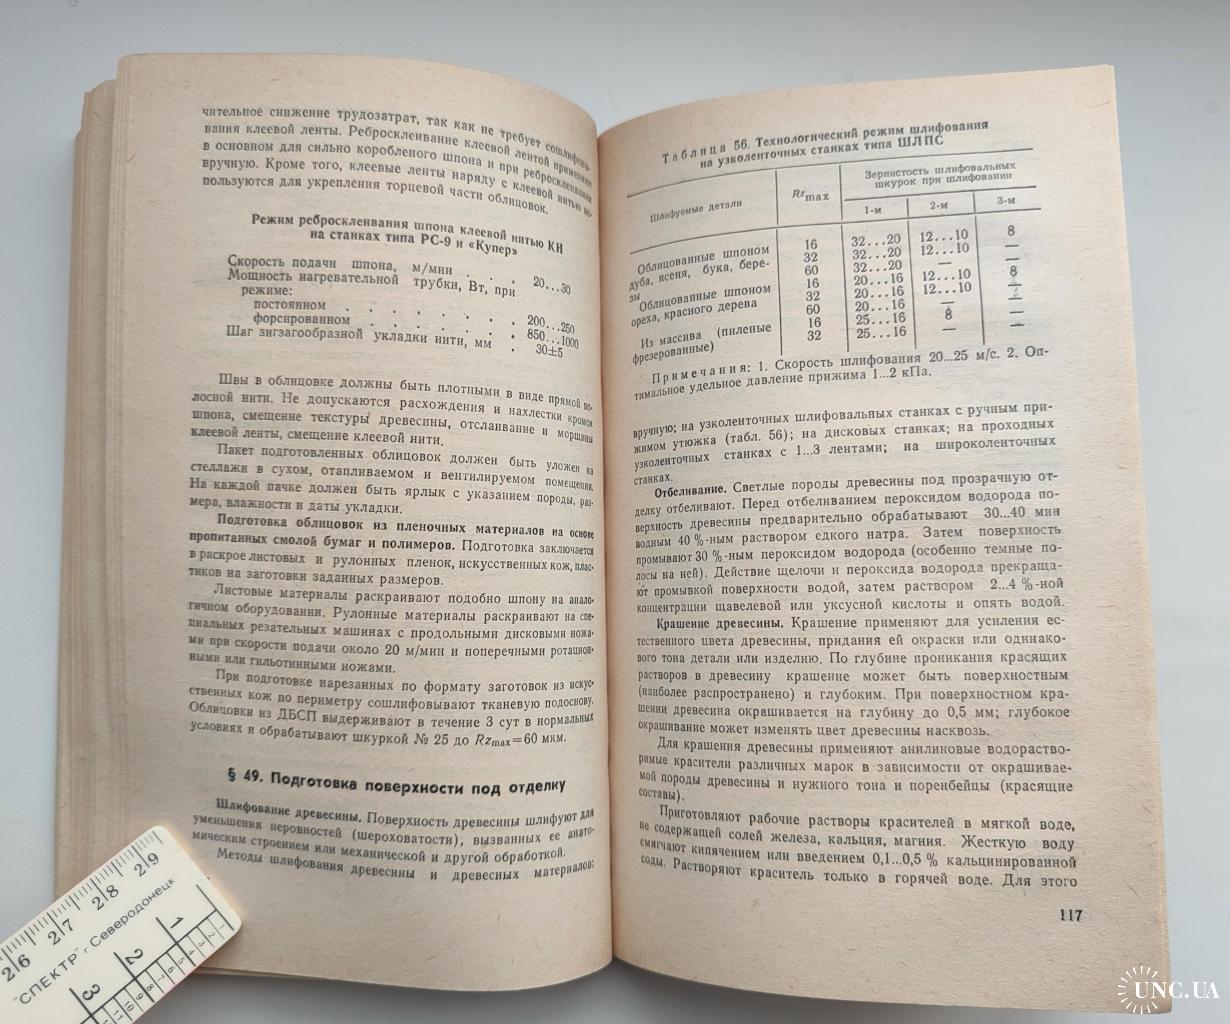 чительное снижение трудозатрат, так как не требует сошлифовы-
вания клеевой ленты. Ребросклеивание клеевой лентой применяют
в основном для сильно коробленого шпона и при ребросклеивании
вручную. Кроме того, клеевые ленты наряду с клеевой нитью ис-
пользуются для укрепления торцевой части облицовок.
Режим ребросклеивания шпона клеевой нитью КН
на станках типа РС-9 и «Купер»
Скорость подачи шпона, м/мин . . . 20...30
Мощность нагревательной трубки, Вт, при
режиме:
постоянном . . . . . . . 200...250
форсированном . . . . . . 850...1000
Шаг зигзагообразной укладки нити, мм . 30±5
Швы в облицовке должны быть плотными в виде прямой во-
лосной нити. Не допускаются расхождения и нахлестки кромок
шпона, смещение текстуры древесины, отслаивание и морщины
клеевой ленты, смещение клеевой нити.
Пакет подготовленных облицовок должен быть уложен на
стеллажи в сухом, отапливаемом и вентилируемом помещении.
На каждой пачке должен быть ярлык с указанием породы, раз-
мера, влажности и даты укладки.
Подготовка облицовок из пленочных материалов на основе
пропитанных смолой бумаг и полимеров. Подготовка заключается
в раскрое листовых и рулонных пленок, искусственных кож, плас-
тиков на заготовки заданных размеров.
Листовые материалы раскраивают подобно шпону на анало-
гичном оборудовании. Рулонные материалы раскраивают на спе-
циальных резательных машинах с продольными дисковыми ножа-
ми при скорости подачи около 20 м/мин и поперечными ротацион-
ными или гильотинными ножами.
При подготовке нарезанных по формату заготовок из искус-
ственных кож по периметру сошлифовывают тканевую подоснову.
Облицовки из ДБСП выдерживают в течение 3 сут в нормальных
условиях и обрабатывают шкуркой № 25 до Rzmax=60 мкм.
§ 49. Подготовка поверхности под отделку
Шлифование древесины. Поверхность древесины шлифуют для
уменьшения неровностей (шероховатости), вызванных ее анато-
мическим строением или механической и другой обработкой.
Методы шлифования древесины и древесных материалов:
Таблица 56. Технологический режим шлифования
на узколенточных станках типа ШЛПС
Шлифуемые детали
Rzmax
Зернистость шлифовальных
шкурок при шлифовании
1-м 2-м 3-м
Облицованные шпоном 16 32...20 12...10 8
дуба, ясеня, бука, бере- 32 32...20 12...10 —
зы 60 32...20 — —
Облицованные шпоном 16 20...16 12...10 8
ореха, красного дерева 32 20...16 12...10 —
60 20...16 — —
Из массива (пиленые 16 25...16 8 —
фрезерованные) 32 25...16 — —
Примечания: 1. Скорость шлифования 20...25 м/с. 2. Оп-
тимальное удельное давление прижима 1...2 кПа.
вручную; на узколенточных шлифовальных станках с ручным при-
жимом утюжка (табл. 56); на дисковых станках; на проходных
узколенточных станках с 1...3 лентами; на широколенточных
станках.
Отбеливание. Светлые породы древесины под прозрачную от-
делку отбеливают. Перед отбеливанием пероксидом водорода по-
верхность древесины предварительно обрабатывают 30...40 мин
водным 40 %-ным раствором едкого натра. Затем поверхность
промывают 30 %-ным пероксидом водорода (особенно темные по-
лосы на ней). Действие щелочи и пероксида водорода прекраща-
ют промывкой поверхности водой, затем раствором 2...4 %-ной
концентрации щавелевой или уксусной кислоты и опять водой.
Крашение древесины. Крашение применяют для усиления ес-
тественного цвета древесины, придания ей окраски или одинако-
вого тона детали или изделию. По глубине проникания красящих
растворов в древесину крашение может быть поверхностным
(наиболее распространено) и глубоким. При поверхностном кра-
шении древесина окрашивается на глубину до 0,5 мм; глубокое
окрашивание может изменять цвет древесины насквозь.
Для крашения древесины применяют анилиновые водораство-
римые красители различных марок в зависимости от окрашивае-
мой породы древесины и нужного тона и поренбейцы (красящие
составы).
Приготовляют рабочие растворы красителей в мягкой воде,
не содержащей солей железа, кальция, магния. Жесткую воду
смягчают кипячением или введением 0,1...0,5 % кальцинированной
соды. Растворяют краситель только в горячей воде. Для этого
117
26 27 28 29
"СПЕКТР" г Северодонецк
1 2 3
UNC.UA